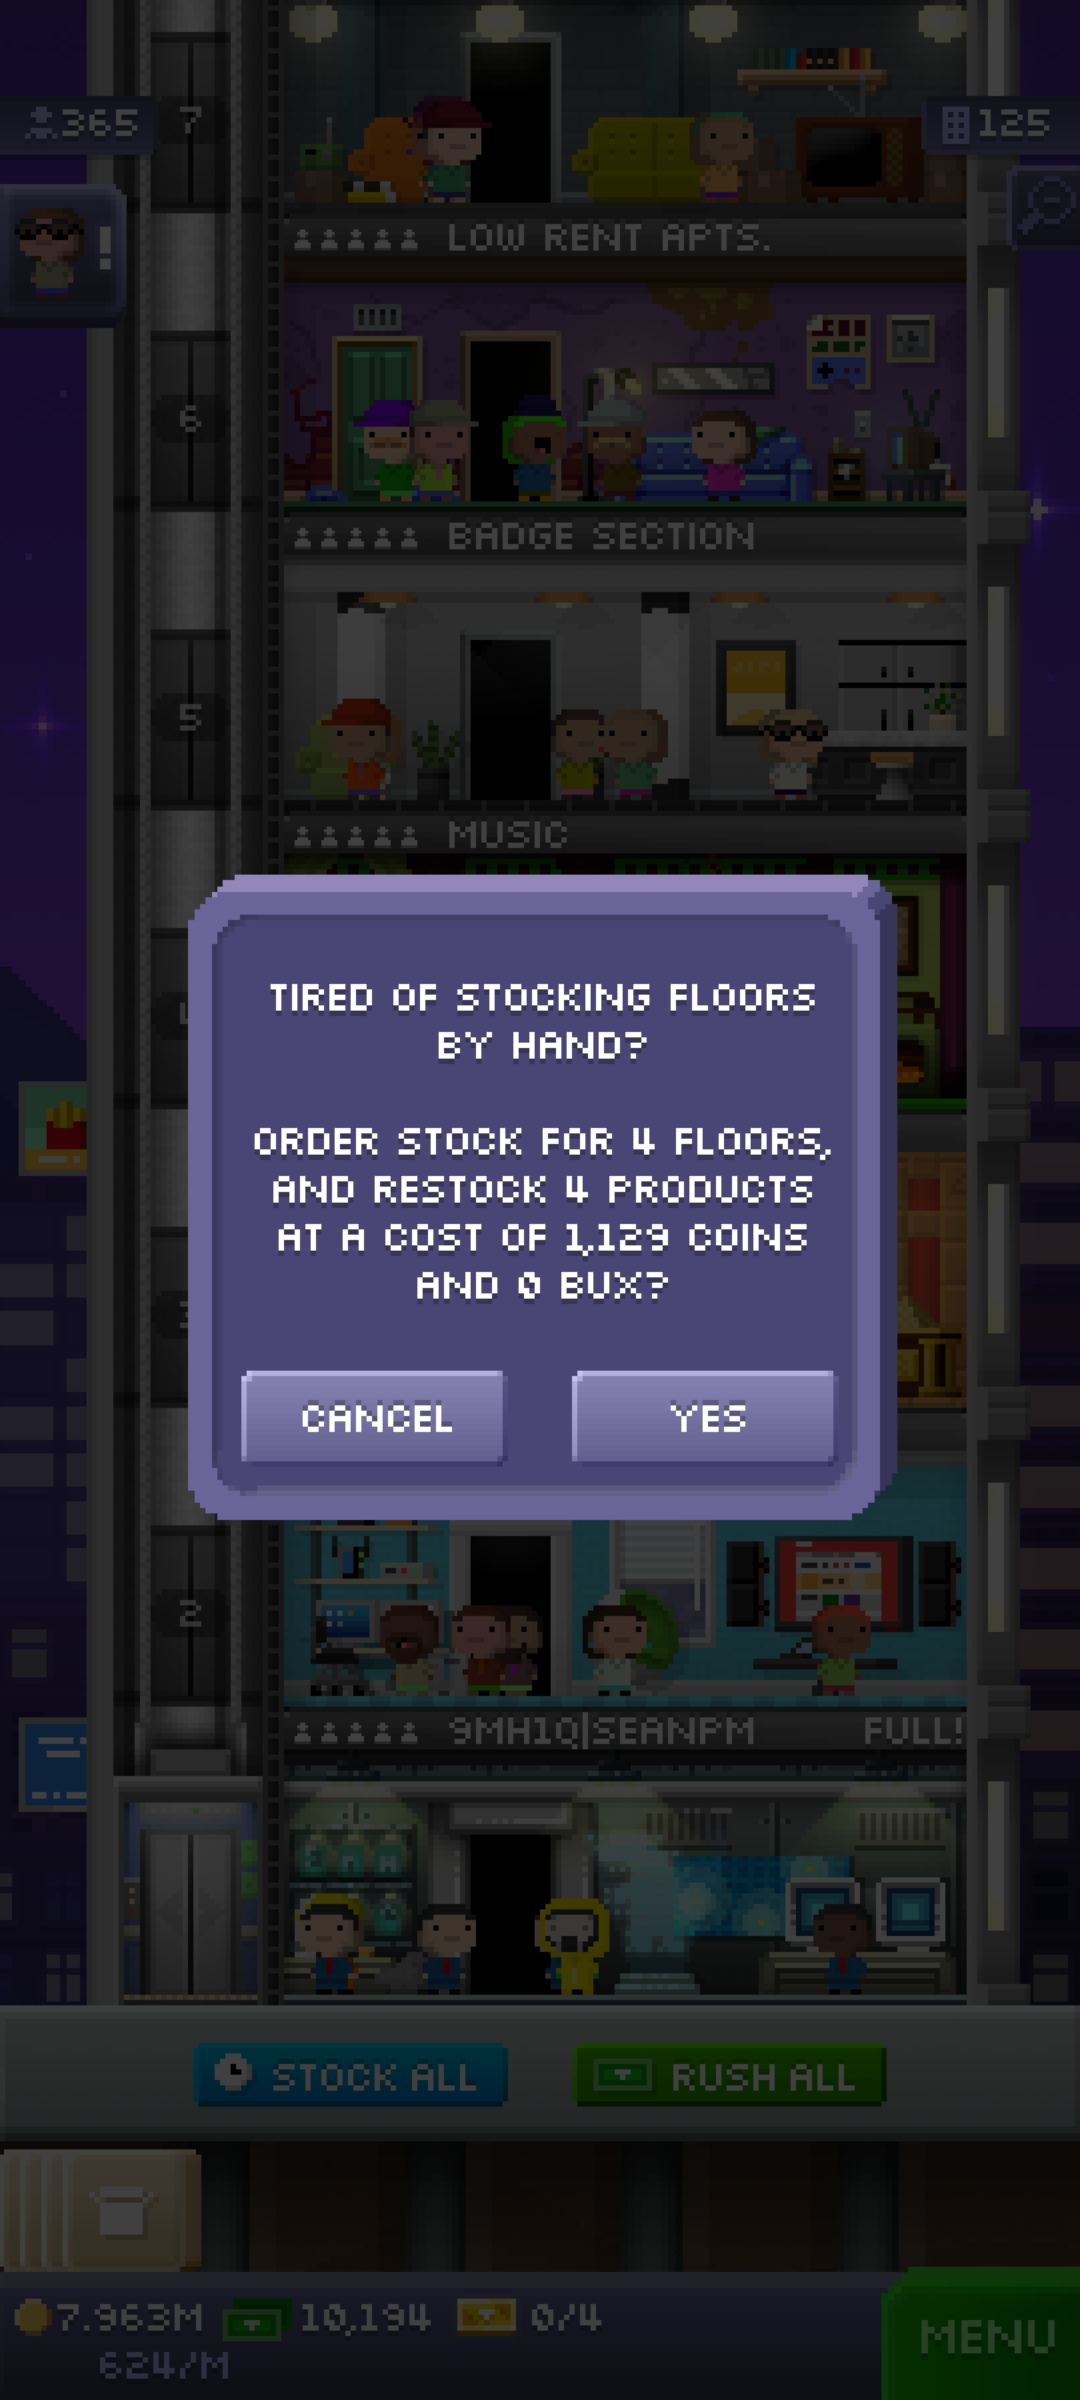 365
7
125
!
LOW RENT APTS.
6
BADGE SECTION
5
MUSIC
TIRED OF STOCKING FLOORS
BY HAND?
ORDER STOCK FOR 4 FLOORS,
AND RESTOCK 4 PRODUCTS
AT A COST OF 1,129 COINS
AND 0 BUX?
CANCEL
YES
2
9MH1Q|SEANPM
FULL!
STOCK ALL
RUSH ALL
7.963M
10,194
0/4
624/M
MENU